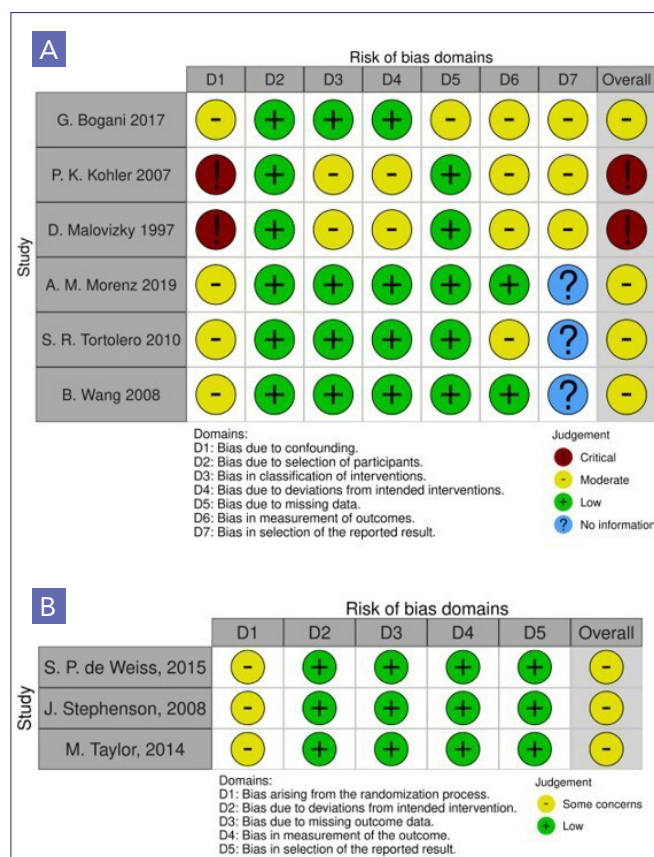 A
Risk of bias domains
D1 D2 D3 D4 D5 D6 D7 Overall
Study
G. Bogani 2017 - + + + - - - -
P. K. Kohler 2007 ! + - - + - - !
D. Malovizky 1997 ! + - - + - - !
A. M. Morenz 2019 - + + + + + ? -
S. R. Tortolero 2010 - + + + + - ? -
B. Wang 2008 - + + + + + ? -
Domains:
D1: Bias due to confounding.
D2: Bias due to selection of participants.
D3: Bias in classification of interventions.
D4: Bias due to deviations from intended interventions.
D5: Bias due to missing data.
D6: Bias in measurement of outcomes.
D7: Bias in selection of the reported result.
Judgement
! Critical
- Moderate
+ Low
? No information
B
Risk of bias domains
D1 D2 D3 D4 D5 Overall
Study
S. P. de Weiss, 2015 - + + + + -
J. Stephenson, 2008 - + + + + -
M. Taylor, 2014 - + + + + -
Domains:
D1: Bias arising from the randomization process.
D2: Bias due to deviations from intended intervention.
D3: Bias due to missing outcome data.
D4: Bias in measurement of the outcome.
D5: Bias in selection of the reported result.
Judgement
- Some concerns
+ Low